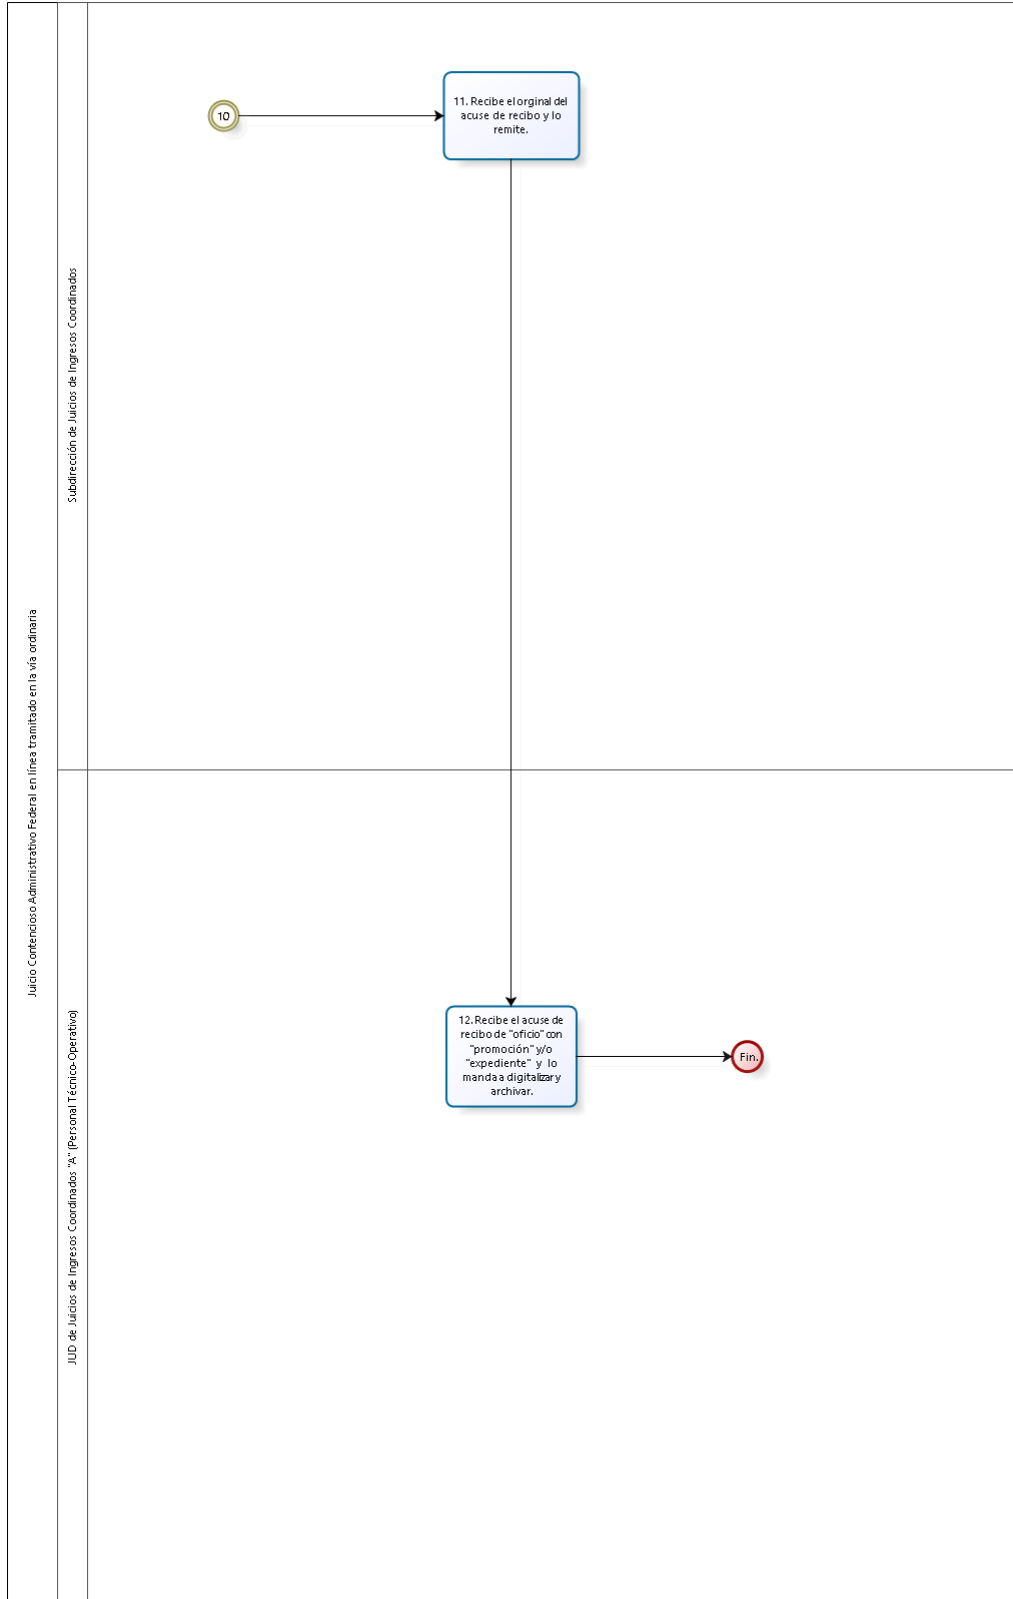 Juicio Contencioso Administrativo Federal en línea tramitado en la vía ordinaria
Subdirección de Juicios de Ingresos Coordinados
10
11. Recibe el orginal del
acuse de recibo y lo
remite.
JUD de Juicios de Ingresos Coordinados "A" (Personal Técnico-Operativo)
12. Recibe el acuse de
recibo de "oficio" con
"promoción" y/o
"expediente" y lo
manda a digitalizar y
archivar.
Fin.